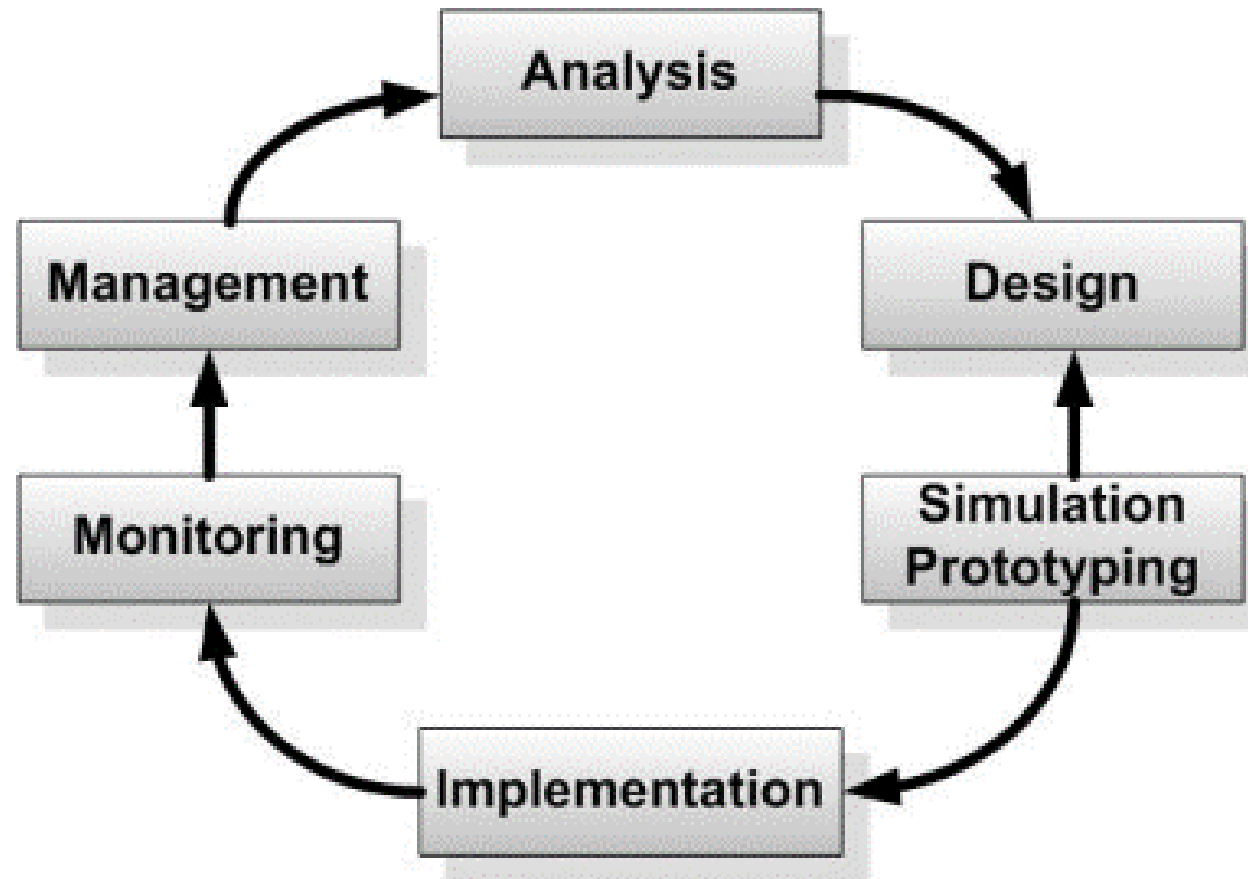 Analysis
Management
Design
Monitoring
Simulation
Prototyping
Implementation